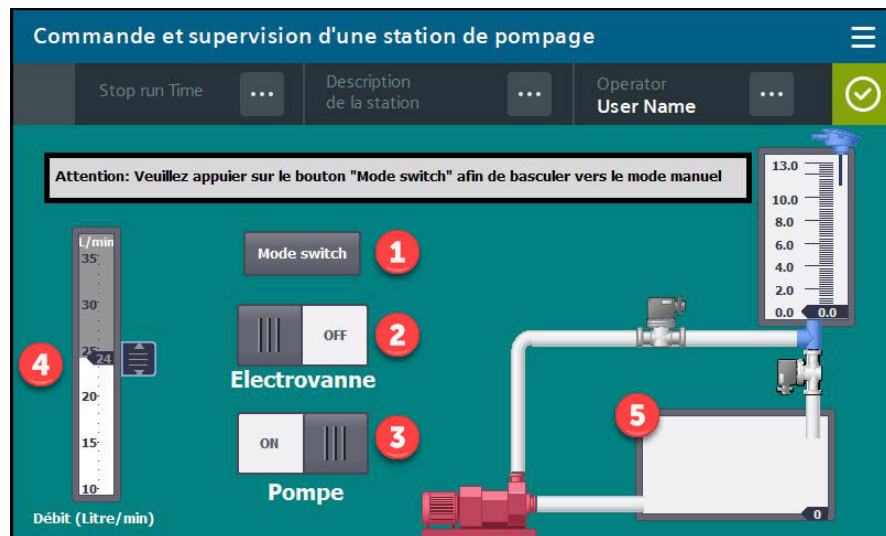 Commande et supervision d'une station de pompage
Stop run Time
...
Description
de la station
...
Operator
User Name
...
Attention: Veuillez appuier sur le bouton "Mode switch" afin de basculer vers le mode manuel
13.0
10.0
8.0
6.0
4.0
2.0
0.0
0.0
L/min
35
30
25
24
20
15
10
Débit (Litre/min)
4
Mode switch
1
OFF
2
Electrovanne
ON
3
Pompe
5
0